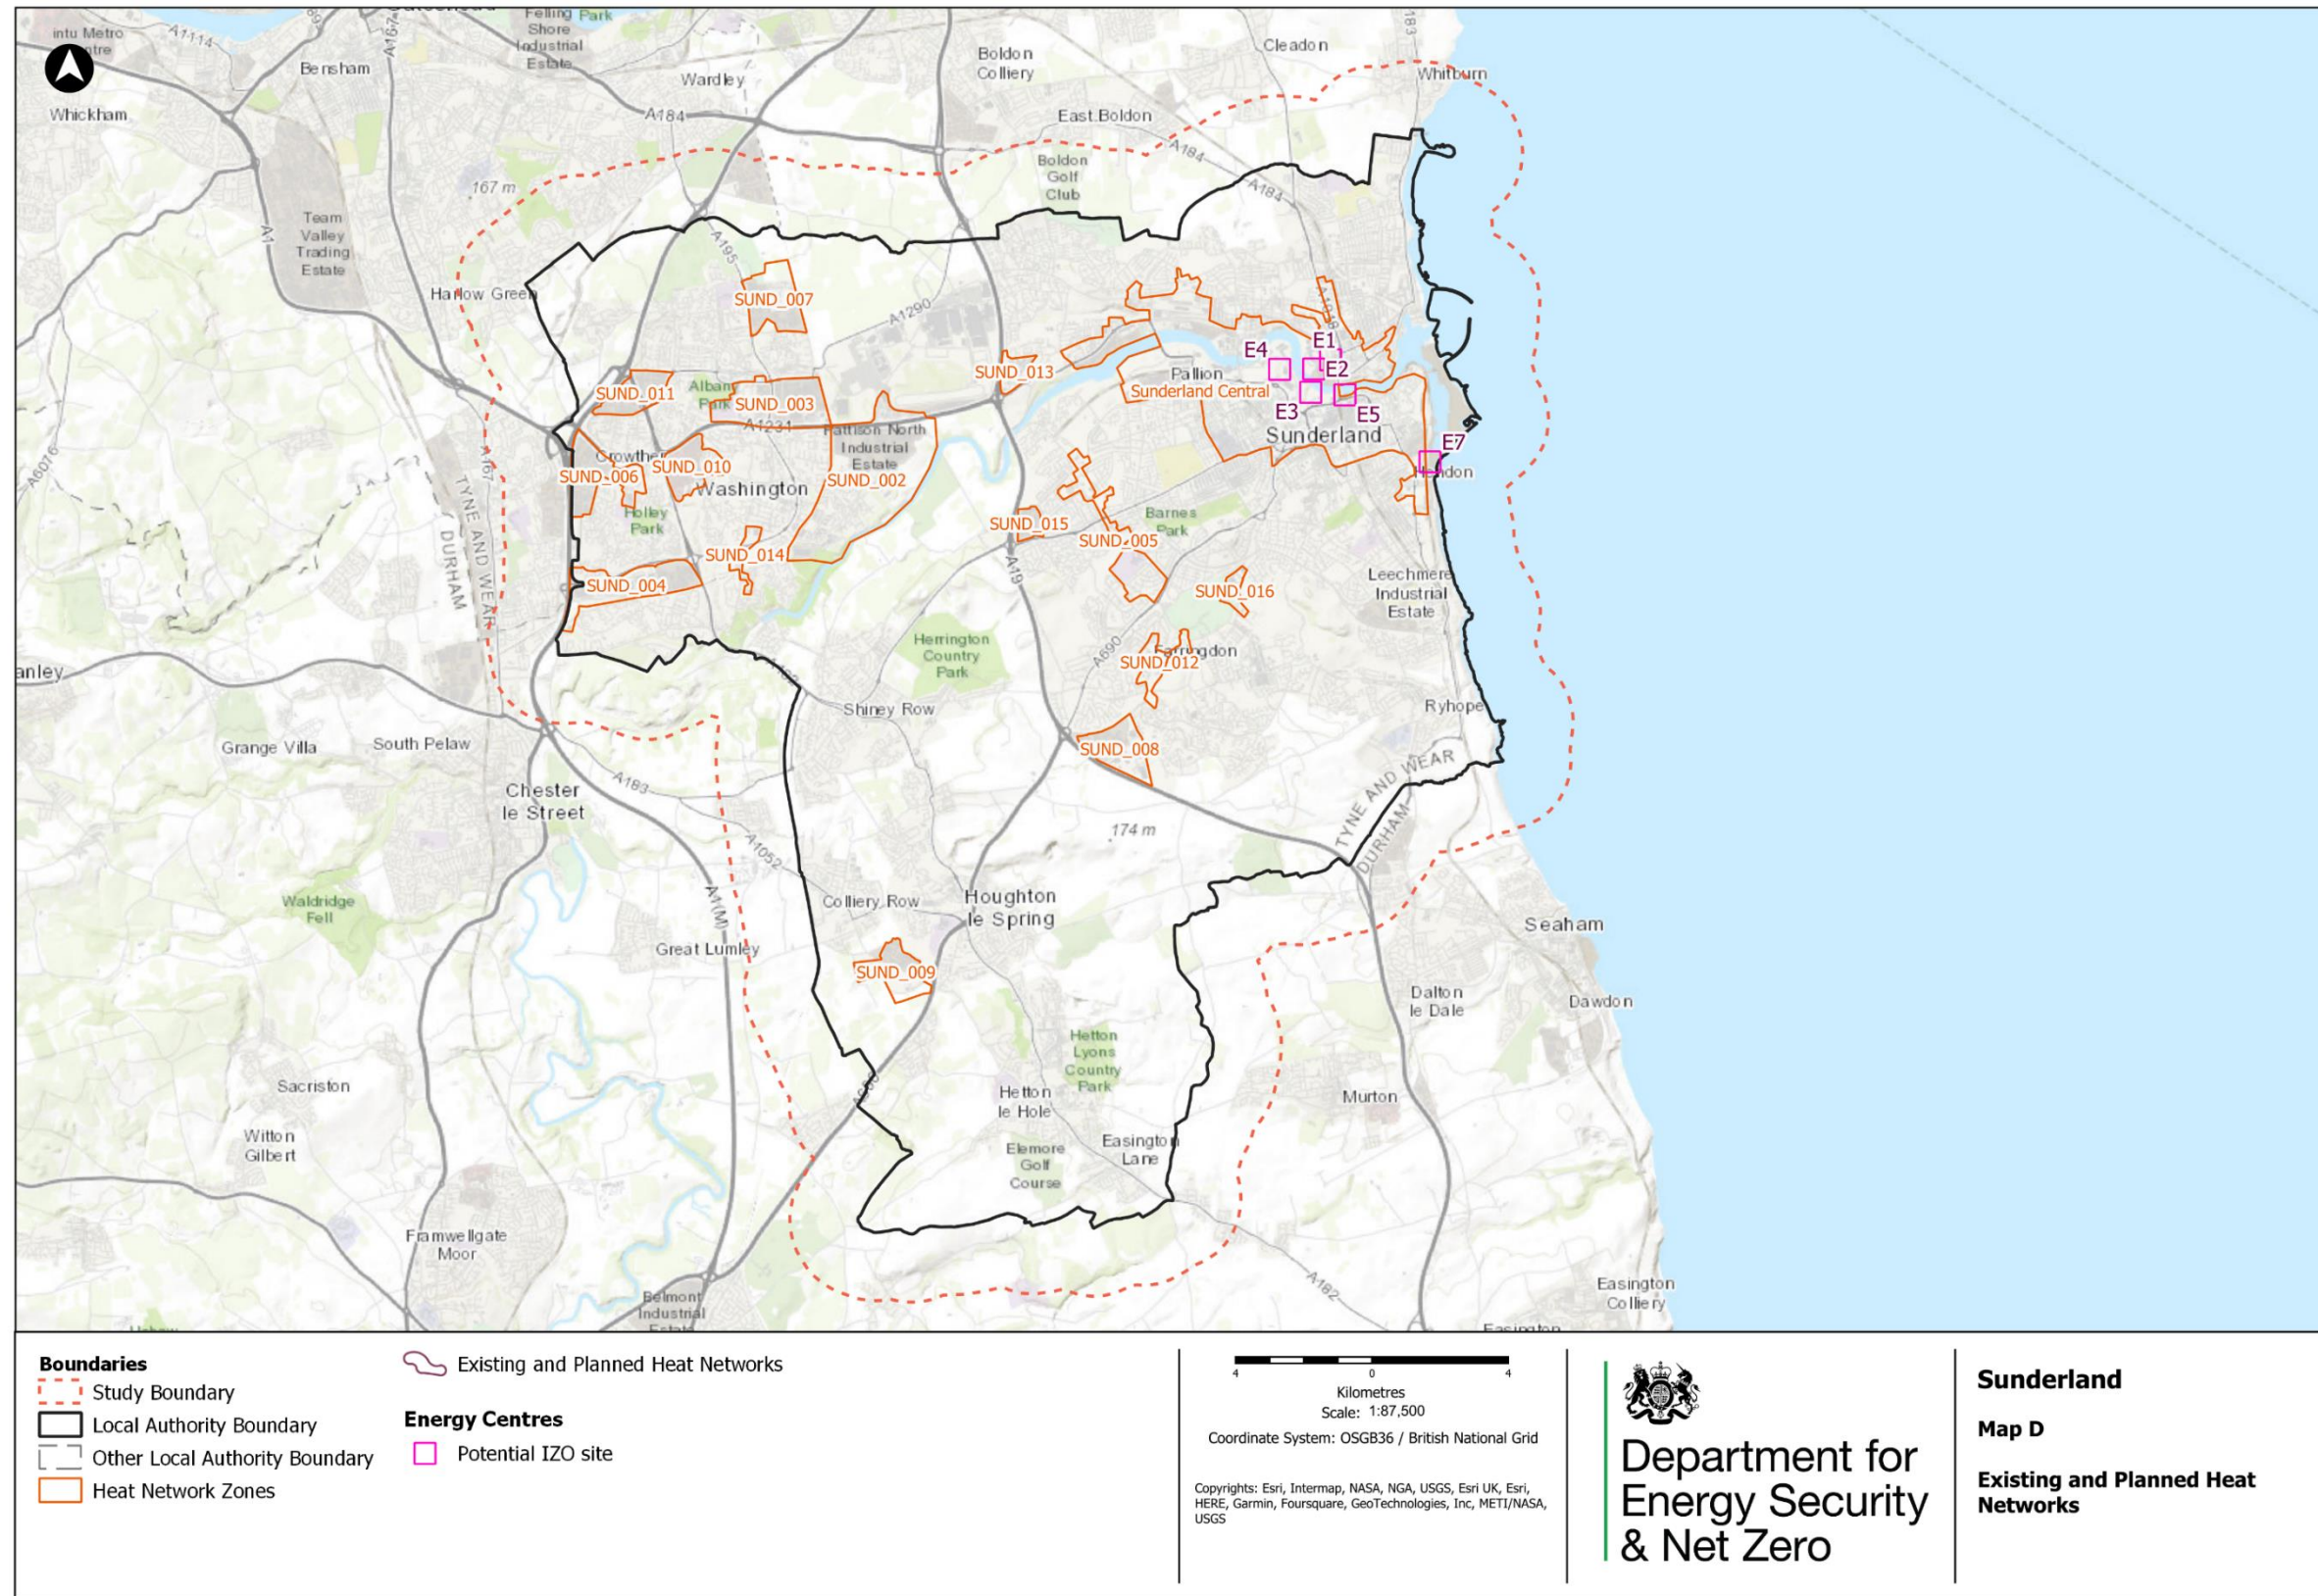 intu Metro
A1114
Felling Park
Shore
Industrial
Estate
A167
Bensham
Wardley
Boldon
Colliery
Cleadon
Whitburn
Whickham
A184
East Boldon
A184
A184
Boldon
Golf
Club
167 m
Team
Valley
Trading
Estate
A1
A195
Harlow Green
SUND_007
A1290
E1
E4
E2
SUND_013
Pallion
Sunderland Central
E3
E5
Sunderland
E7
Hendon
SUND_011
Albany
Park
SUND_003
A1231
Pattison North
Industrial
Estate
SUND_002
Crowther
SUND_010
SUND_006
Washington
Holley
Park
A6076
A167
TYNE AND WEAR
DURHAM
SUND_014
SUND_004
SUND_015
Barnes
Park
SUND_005
A19
SUND_016
Leechmere
Industrial
Estate
Herrington
Country
Park
A690
Farringdon
SUND_012
Shiney Row
Ryhope
SUND_008
TYNE AND WEAR
DURHAM
Grange Villa
South Pelaw
Chester
le Street
A183
174 m
A1052
Waldridge
Fell
Colliery Row
Houghton
le Spring
A1(M)
Great Lumley
SUND_009
Seaham
Dalton
le Dale
Dawdon
Hetton
Lyons
Country
Park
Sacriston
Hetton
le Hole
Murton
Witton
Gilbert
Elemore
Golf
Course
Easington
Lane
Framwellgate
Moor
A182
Belmont
Industrial
Estate
Easington
Colliery
Easington
Boundaries
Study Boundary
Local Authority Boundary
Other Local Authority Boundary
Heat Network Zones
Existing and Planned Heat Networks
Energy Centres
Potential IZO site
4 0 4
Kilometres
Scale: 1:87,500
Coordinate System: OSGB36 / British National Grid
Copyrights: Esri, Intermap, NASA, NGA, USGS, Esri UK, Esri,
HERE, Garmin, Foursquare, GeoTechnologies, Inc, METI/NASA,
USGS
Department for
Energy Security
& Net Zero
Sunderland
Map D
Existing and Planned Heat
Networks